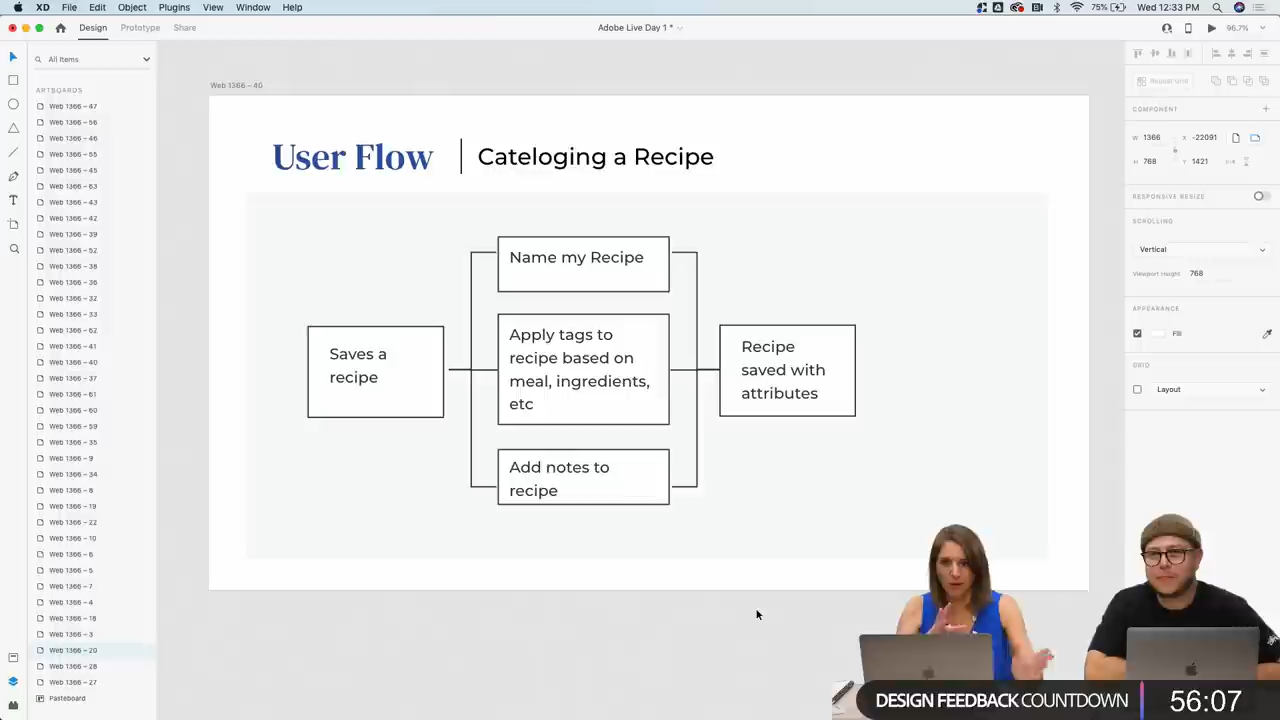 XD File Edit Object Plugins View Window Help
75% Wed 12:33 PM
Design Prototype Share
Adobe Live Day 1 *
96.7%
All Items
ARTBOARDS
Web 1366 – 47
Web 1366 – 56
Web 1366 – 46
Web 1366 – 55
Web 1366 – 45
Web 1366 – 63
Web 1366 – 43
Web 1366 – 42
Web 1366 – 39
Web 1366 – 52
Web 1366 – 38
Web 1366 – 36
Web 1366 – 32
Web 1366 – 33
Web 1366 – 62
Web 1366 – 41
Web 1366 – 40
Web 1366 – 37
Web 1366 – 61
Web 1366 – 60
Web 1366 – 59
Web 1366 – 35
Web 1366 – 9
Web 1366 – 34
Web 1366 – 8
Web 1366 – 19
Web 1366 – 22
Web 1366 – 10
Web 1366 – 6
Web 1366 – 5
Web 1366 – 7
Web 1366 – 4
Web 1366 – 18
Web 1366 – 3
Web 1366 – 20
Web 1366 – 28
Web 1366 – 27
Pasteboard
Web 1366 – 40
User Flow
Cateloging a Recipe
Saves a
recipe
Name my Recipe
Apply tags to
recipe based on
meal, ingredients,
etc
Add notes to
recipe
Recipe
saved with
attributes
Repeat Grid
COMPONENT
W 1366 X -22091
H 768 Y 1421
RESPONSIVE RESIZE
SCROLLING
Vertical
Viewport Height 768
APPEARANCE
Fill
GRID
Layout
DESIGN FEEDBACK COUNTDOWN 56:07